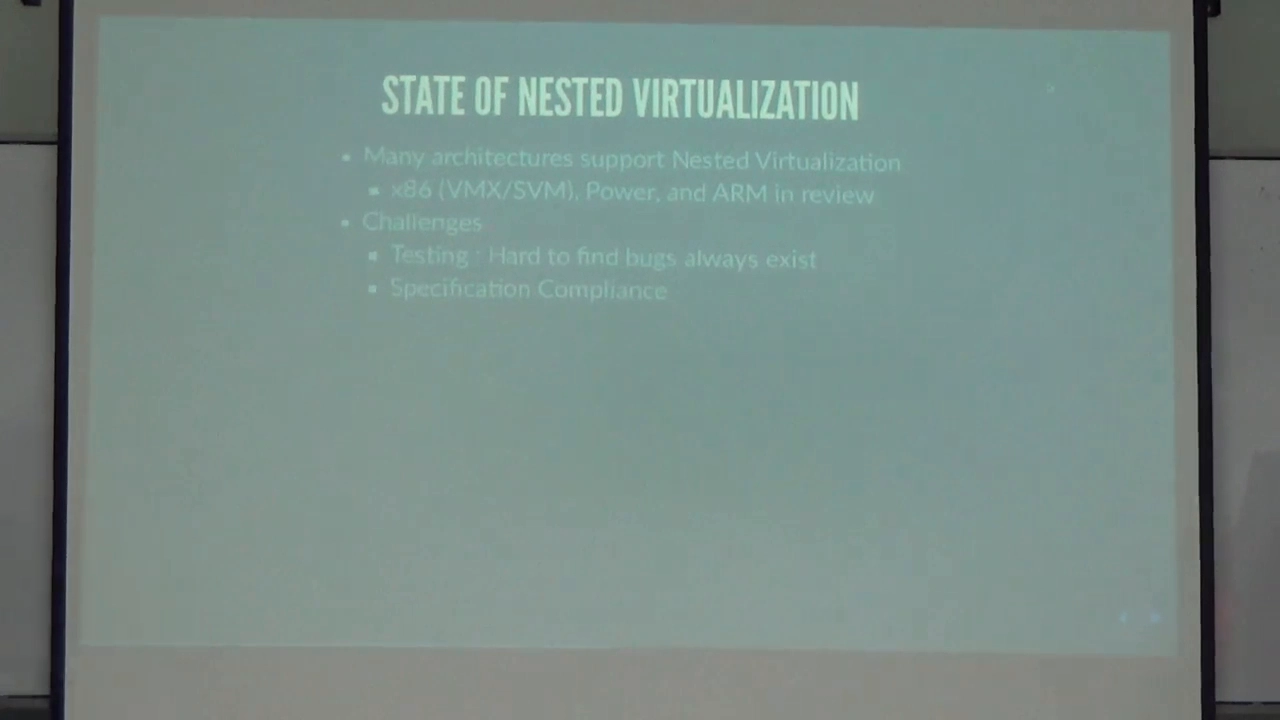 STATE OF NESTED VIRTUALIZATION
• Many architectures support Nested Virtualization
▪ x86 (VMX/SVM), Power, and ARM in review
• Challenges
▪ Testing : Hard to find bugs always exist
▪ Specification Compliance